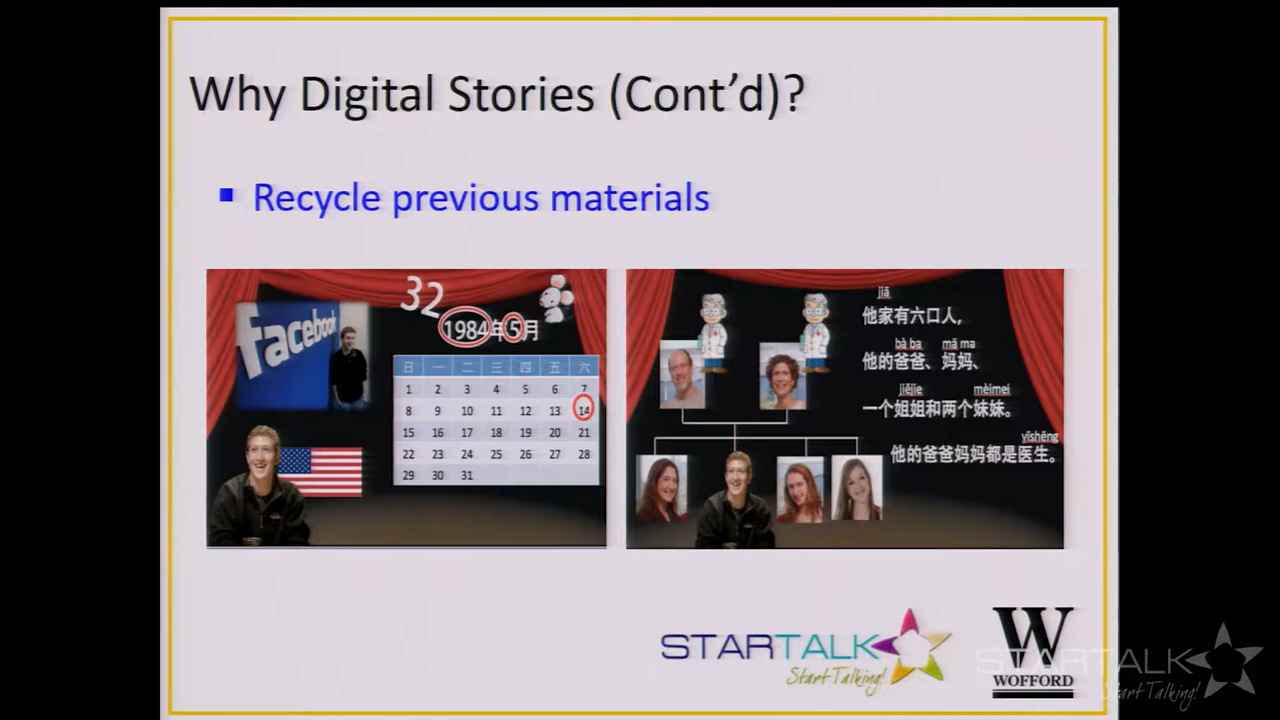 Why Digital Stories (Cont’d)?
▪ Recycle previous materials
facebook
32
1984年5月
日 一 二 三 四 五 六
1 2 3 4 5 6 7
8 9 10 11 12 13 14
15 16 17 18 19 20 21
22 23 24 25 26 27 28
29 30 31
jiā
他家有六口人,
bà ba mā ma
他的爸爸、妈妈、
jiějie mèimei
一个姐姐和两个妹妹。
yīshēng
他的爸爸妈妈都是医生。
STARTALK
Start Talking!
W
WOFFORD
STARTALK
Start Talking!